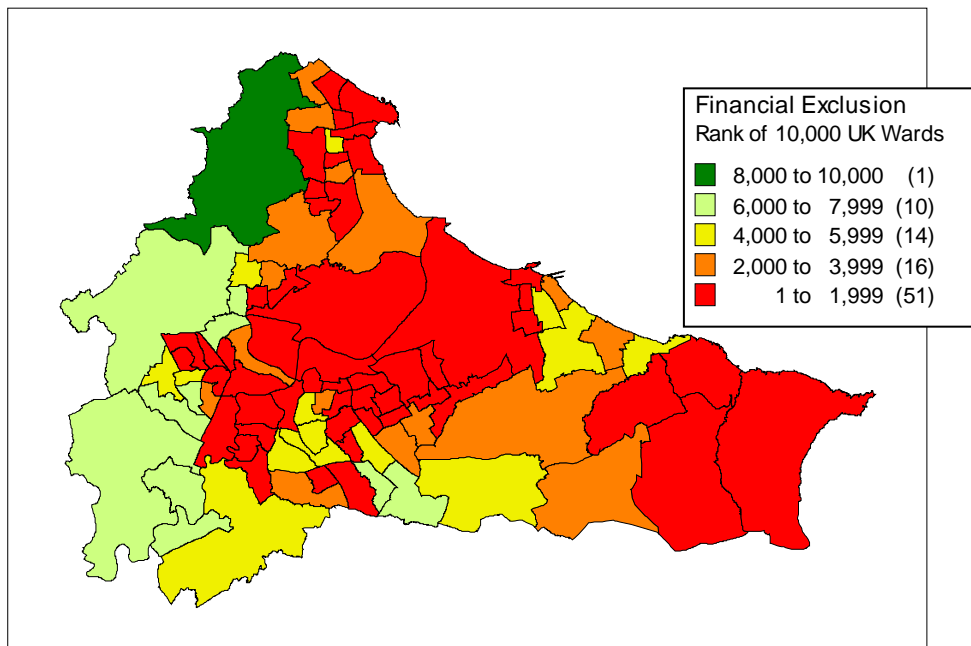 Financial Exclusion
Rank of 10,000 UK Wards
8,000 to 10,000 (1)
6,000 to 7,999 (10)
4,000 to 5,999 (14)
2,000 to 3,999 (16)
1 to 1,999 (51)